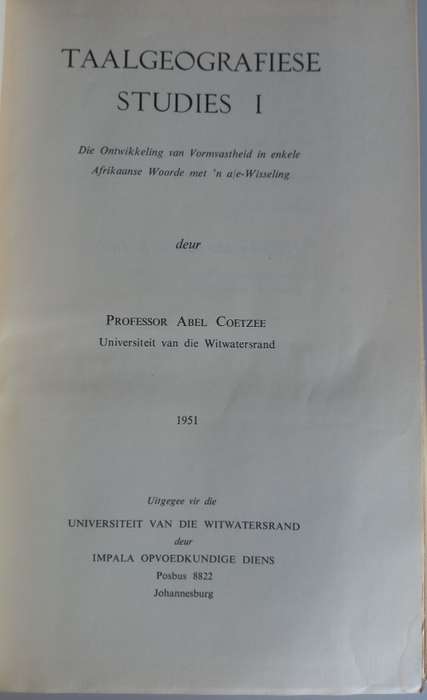 TAALGEOGRAFIESE
STUDIES I
Die Ontwikkeling van Vormvastheid in enkele
Afrikaanse Woorde met 'n a/e-Wisseling
deur
PROFESSOR ABEL COETZEE
Universiteit van die Witwatersrand
1951
Uitgegee vir die
UNIVERSITEIT VAN DIE WITWATERSRAND
deur
IMPALA OPVOEDKUNDIGE DIENS
Posbus 8822
Johannesburg